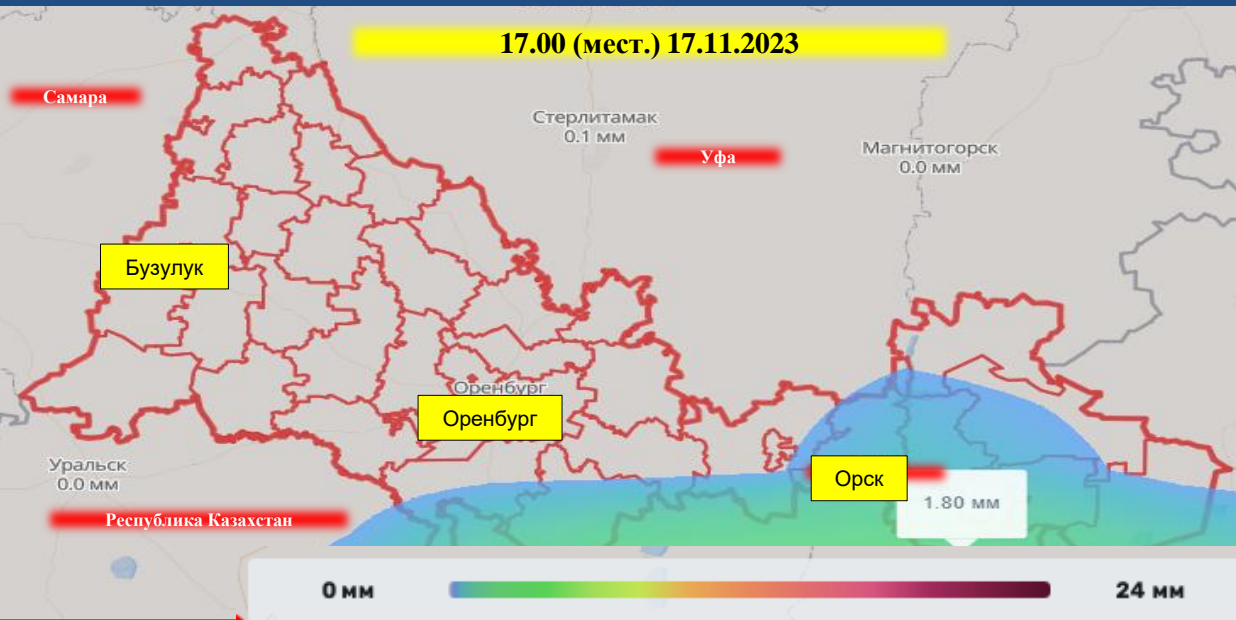 17.00 (мест.) 17.11.2023
Самара
Стерлитамак
0.1 мм
Уфа
Магнитогорск
0.0 мм
Бузулук
Оренбург
Оренбург
Уральск
0.0 мм
Орск
1.80 мм
Республика Казахстан
0 мм
24 мм